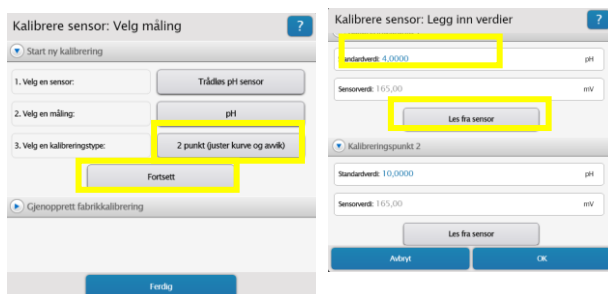 Kalibrere sensor: Velg måling
?
Start ny kalibrering
1. Velg en sensor:
Trådløs pH sensor
2. Velg en måling:
pH
3. Velg en kalibreringstype:
2 punkt (juster kurve og avvik)
Fortsett
Gjenopprett fabrikkalibrering
Ferdig
Kalibrere sensor: Legg inn verdier
?
Standardverdi: 4,0000 pH
Sensorverdi: 165,00 mV
Les fra sensor
Kalibreringspunkt 2
Standardverdi: 10,0000 pH
Sensorverdi: 165,00 mV
Les fra sensor
Avbryt
OK